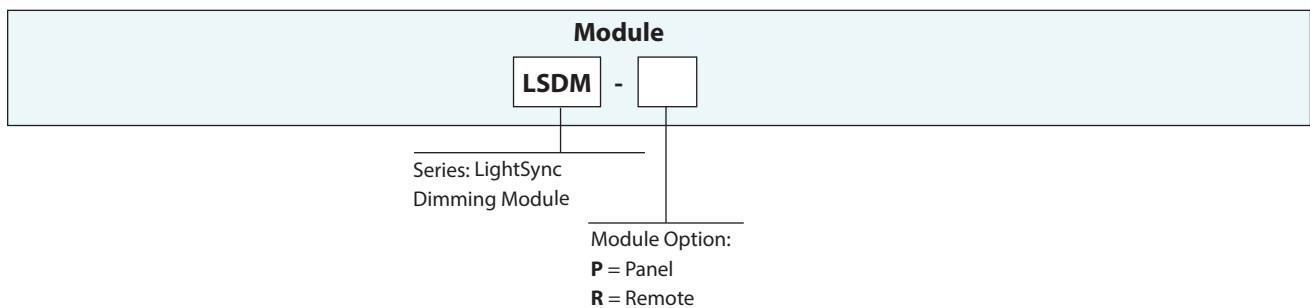 Module
LSDM -
Series: LightSync
Dimming Module
Module Option:
P = Panel
R = Remote